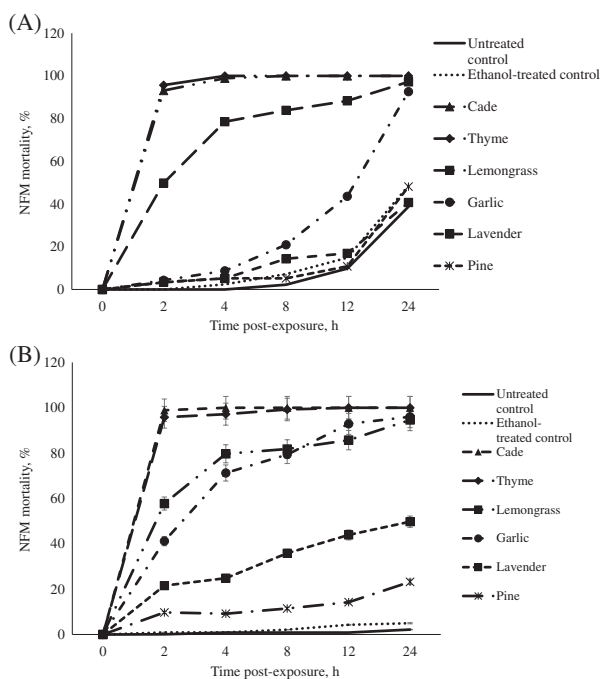 (A)
120
100
80
60
40
20
0
NFM mortality, %
0 2 4 8 12 24
Time post-exposure, h
Untreated
control
Ethanol-treated control
Cade
Thyme
Lemongrass
Garlic
Lavender
Pine
(B)
120
100
80
60
40
20
0
NFM mortality, %
0 2 4 8 12 24
Time post-exposure, h
Untreated
control
Ethanol-
treated control
Cade
Thyme
Lemongrass
Garlic
Lavender
Pine